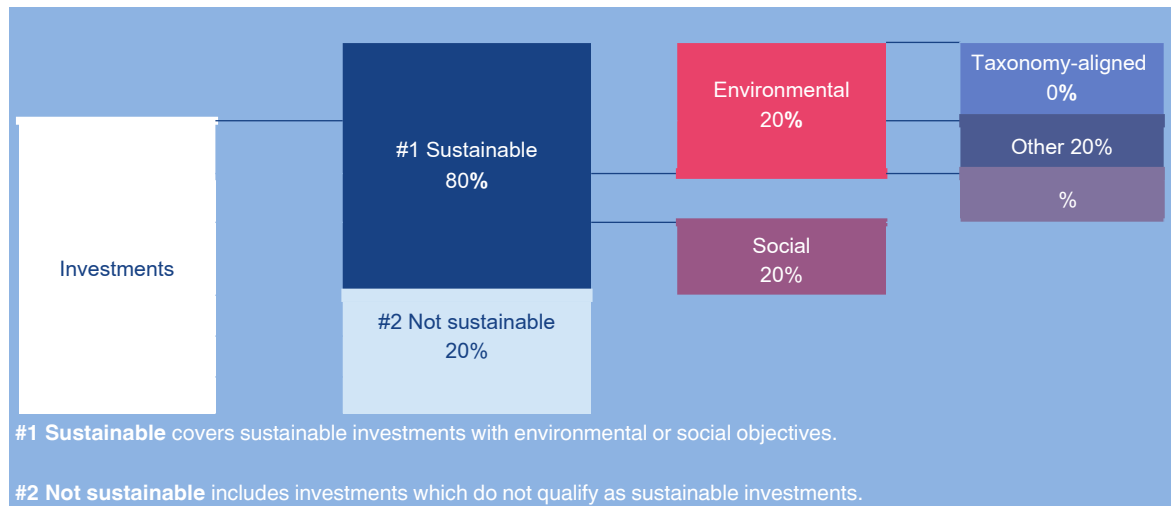 Investments
#1 Sustainable
80%
#2 Not sustainable
20%
Environmental
20%
Social
20%
Taxonomy-aligned
0%
Other 20%
%
#1 Sustainable covers sustainable investments with environmental or social objectives.
#2 Not sustainable includes investments which do not qualify as sustainable investments.